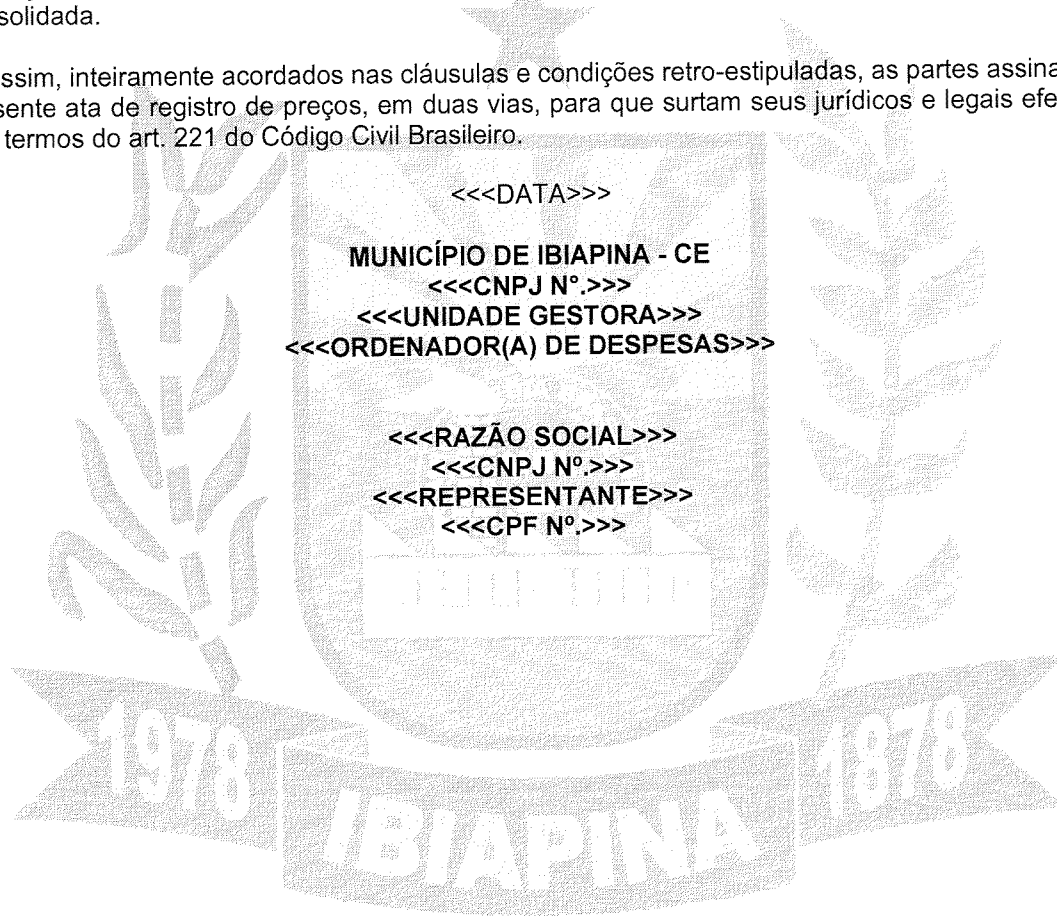 solidada.
ssim, inteiramente acordados nas cláusulas e condições retro-estipuladas, as partes assina
sente ata de registro de preços, em duas vias, para que surtam seus jurídicos e legais efe
termos do art. 221 do Código Civil Brasileiro.
<<<DATA>>>
MUNICÍPIO DE IBIAPINA - CE
<<<CNPJ N°.>>>
<<<UNIDADE GESTORA>>>
<<<ORDENADOR(A) DE DESPESAS>>>
<<<RAZÃO SOCIAL>>>
<<<CNPJ Nº.>>>
<<<REPRESENTANTE>>>
<<<CPF Nº.>>>
1978 1878
IBIAPINA